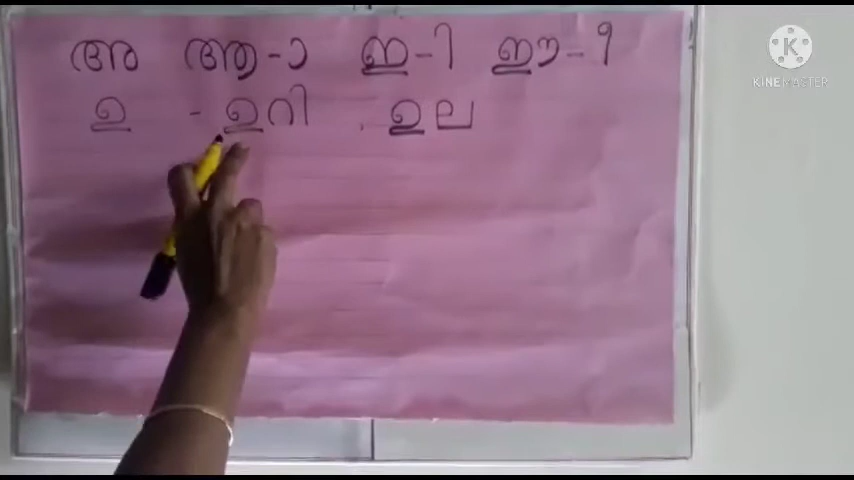 അ ആ - ാ ഇ - ി ഈ - ീ
ഉ - ഉറി , ഉല
K
KINEMASTER